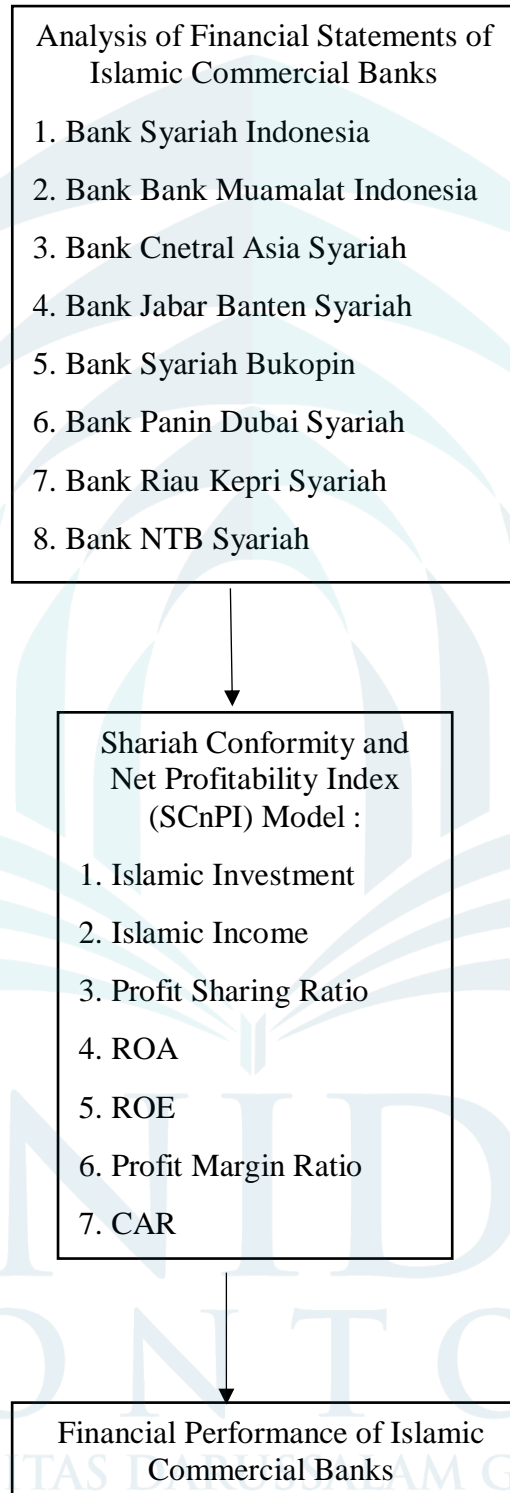 Analysis of Financial Statements of
Islamic Commercial Banks
1. Bank Syariah Indonesia
2. Bank Bank Muamalat Indonesia
3. Bank Cnetral Asia Syariah
4. Bank Jabar Banten Syariah
5. Bank Syariah Bukopin
6. Bank Panin Dubai Syariah
7. Bank Riau Kepri Syariah
8. Bank NTB Syariah
Shariah Conformity and
Net Profitability Index
(SCnPI) Model :
1. Islamic Investment
2. Islamic Income
3. Profit Sharing Ratio
4. ROA
5. ROE
6. Profit Margin Ratio
7. CAR
NID
ONTO
Financial Performance of Islamic
Commercial Banks
ITAS DARUSSALAM G